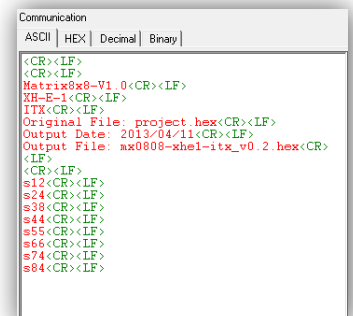 Communication
ASCII HEX Decimal Binary
<CR><LF>
<CR><LF>
Matrix8x8-V1.0<CR><LF>
XH-E-1<CR><LF>
ITX<CR><LF>
Original File: project.hex<CR><LF>
Output Date: 2013/04/11<CR><LF>
Output File: mx0808-xhe1-itx_v0.2.hex<CR>
<LF>
<CR><LF>
s12<CR><LF>
s24<CR><LF>
s38<CR><LF>
s44<CR><LF>
s55<CR><LF>
s66<CR><LF>
s74<CR><LF>
s84<CR><LF>